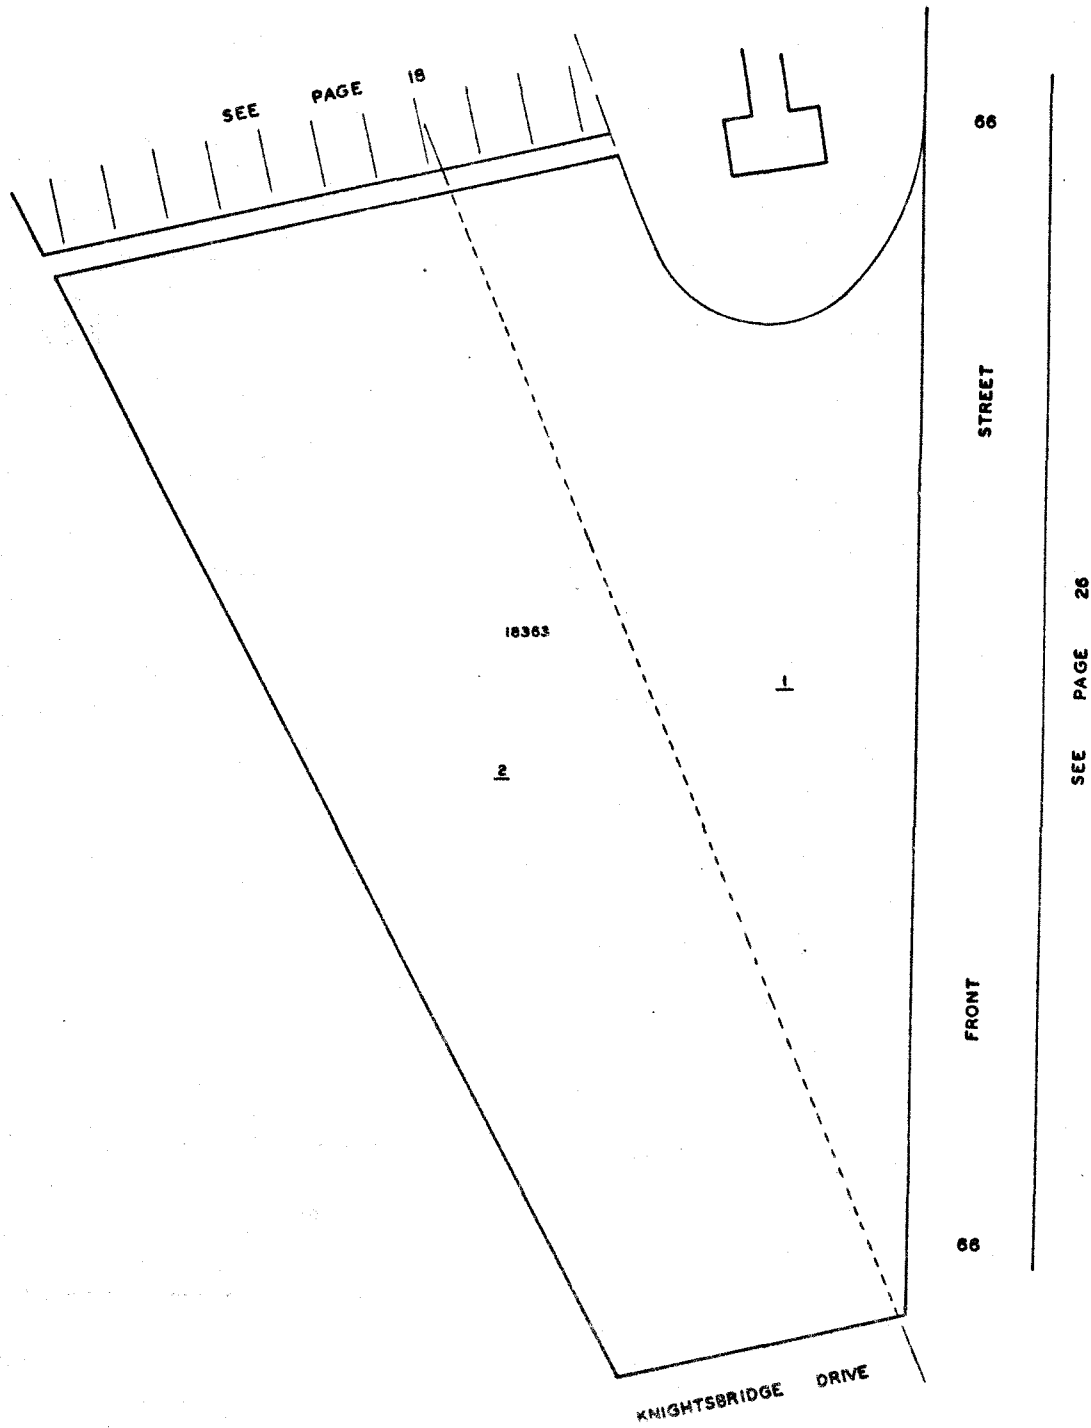 SEE PAGE 18
66
STREET
SEE PAGE 26
18363
1
2
FRONT
66
KNIGHTSBRIDGE DRIVE